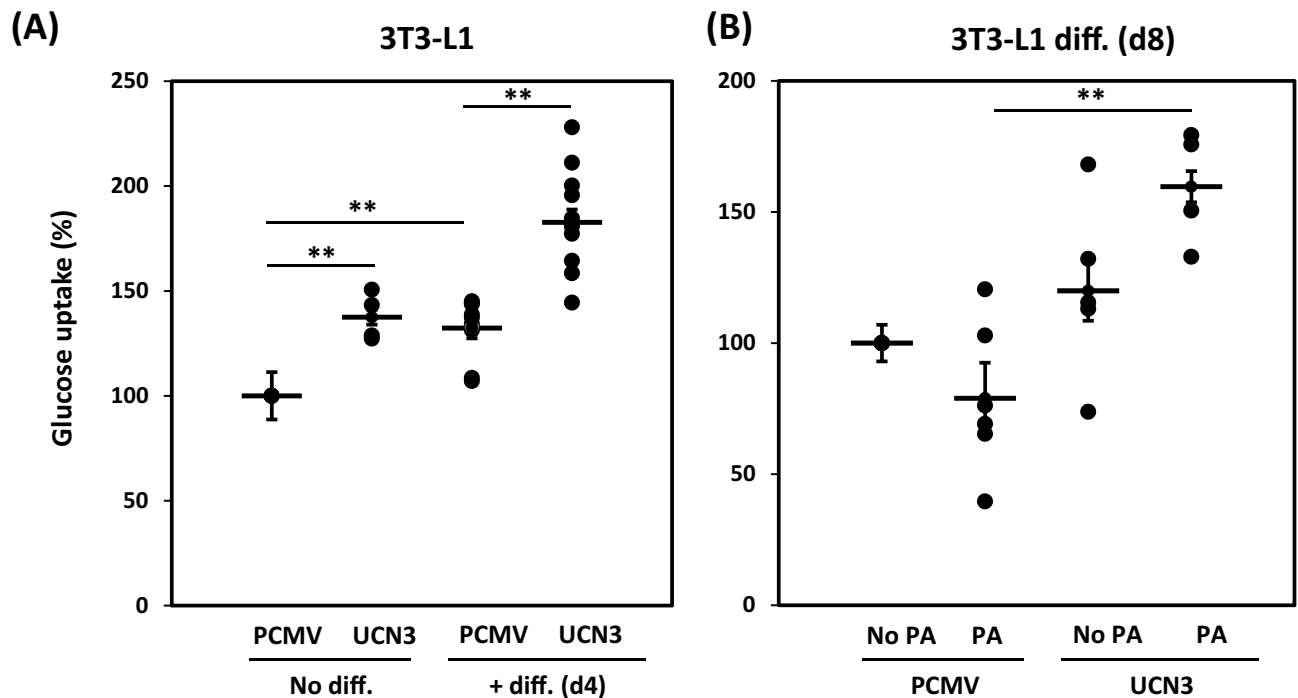 (A)
3T3-L1
Glucose uptake (%)
250
200
150
100
50
0
**
**
**
PCMV UCN3 PCMV UCN3
No diff. + diff. (d4)
(B)
3T3-L1 diff. (d8)
200
150
100
50
0
**
No PA PA No PA PA
PCMV UCN3